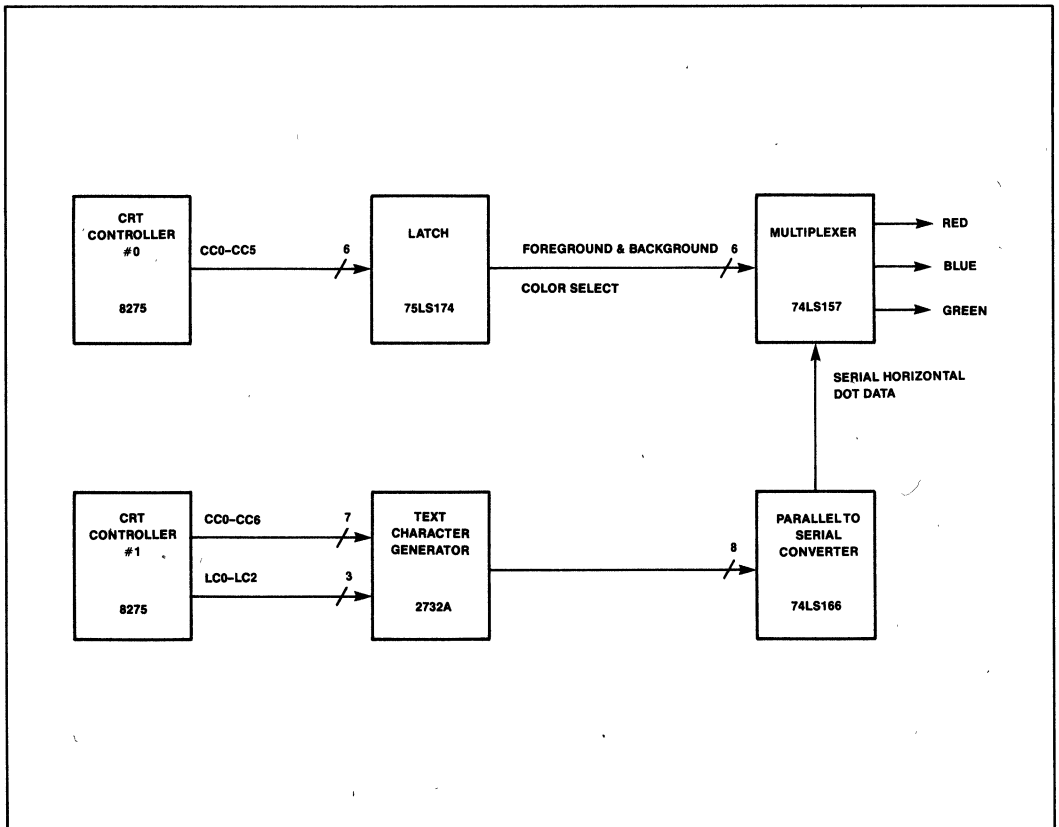 CRT
CONTROLLER
#0
8275
CC0–CC5
6
LATCH
75LS174
FOREGROUND & BACKGROUND
6
COLOR SELECT
MULTIPLEXER
74LS157
RED
BLUE
GREEN
SERIAL HORIZONTAL
DOT DATA
CRT
CONTROLLER
#1
8275
CC0–CC6
7
LC0–LC2
3
TEXT
CHARACTER
GENERATOR
2732A
8
PARALLEL TO
SERIAL
CONVERTER
74LS166